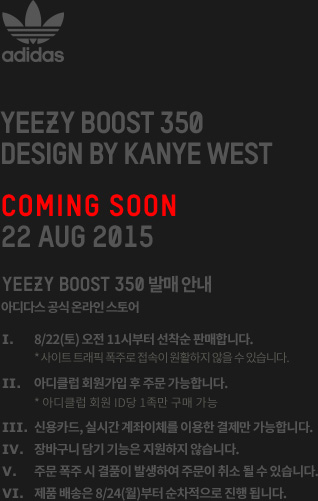 adidas
YEEZY BOOST 350
DESIGN BY KANYE WEST
COMING SOON
22 AUG 2015
YEEZY BOOST 350 발매 안내
아디다스 공식 온라인 스토어
I. 8/22(토) 오전 11시부터 선착순 판매합니다.
* 사이트 트래픽 폭주로 접속이 원활하지 않을 수 있습니다.
II. 아디클럽 회원가입 후 주문 가능합니다.
* 아디클럽 회원 ID당 1족만 구매 가능
III. 신용카드, 실시간 계좌이체를 이용한 결제만 가능합니다.
IV. 장바구니 담기 기능은 지원하지 않습니다.
V. 주문 폭주 시 결품이 발생하여 주문이 취소 될 수 있습니다.
VI. 제품 배송은 8/24(월)부터 순차적으로 진행 됩니다.